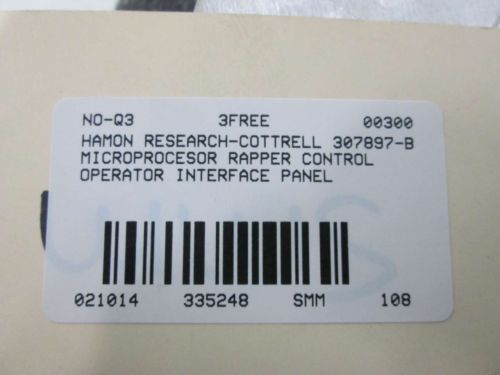 NO-Q3 3FREE 00300
HAMON RESEARCH-COTTRELL 307897-B
MICROPROCESOR RAPPER CONTROL
OPERATOR INTERFACE PANEL
021014 335248 SMM 108